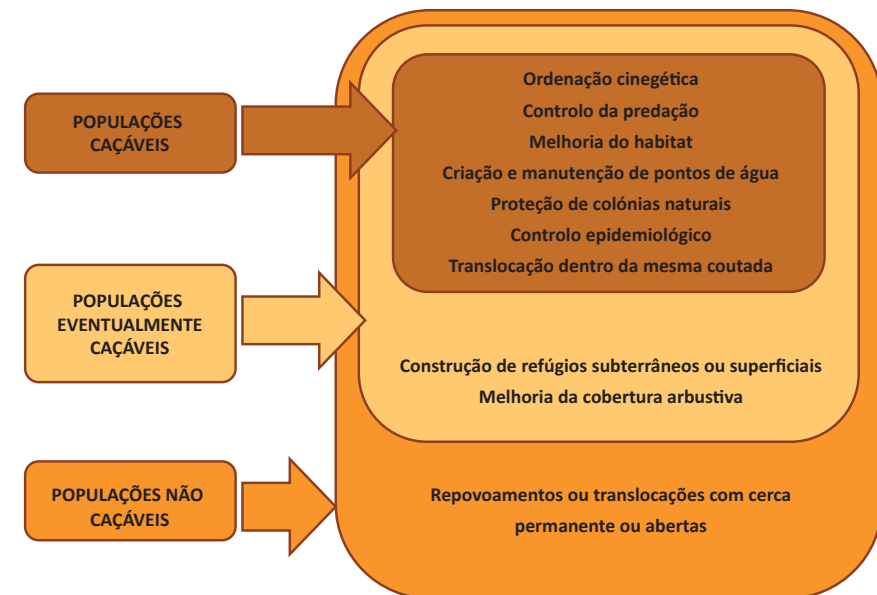 POPULAÇÕES
CAÇÁVEIS
Ordenação cinegética
Controlo da predação
Melhoria do habitat
Criação e manutenção de pontos de água
Proteção de colónias naturais
Controlo epidemiológico
Translocação dentro da mesma coutada
POPULAÇÕES
EVENTUALMENTE
CAÇÁVEIS
Construção de refúgios subterrâneos ou superficiais
Melhoria da cobertura arbustiva
POPULAÇÕES NÃO
CAÇÁVEIS
Repovoamentos ou translocações com cerca
permanente ou abertas